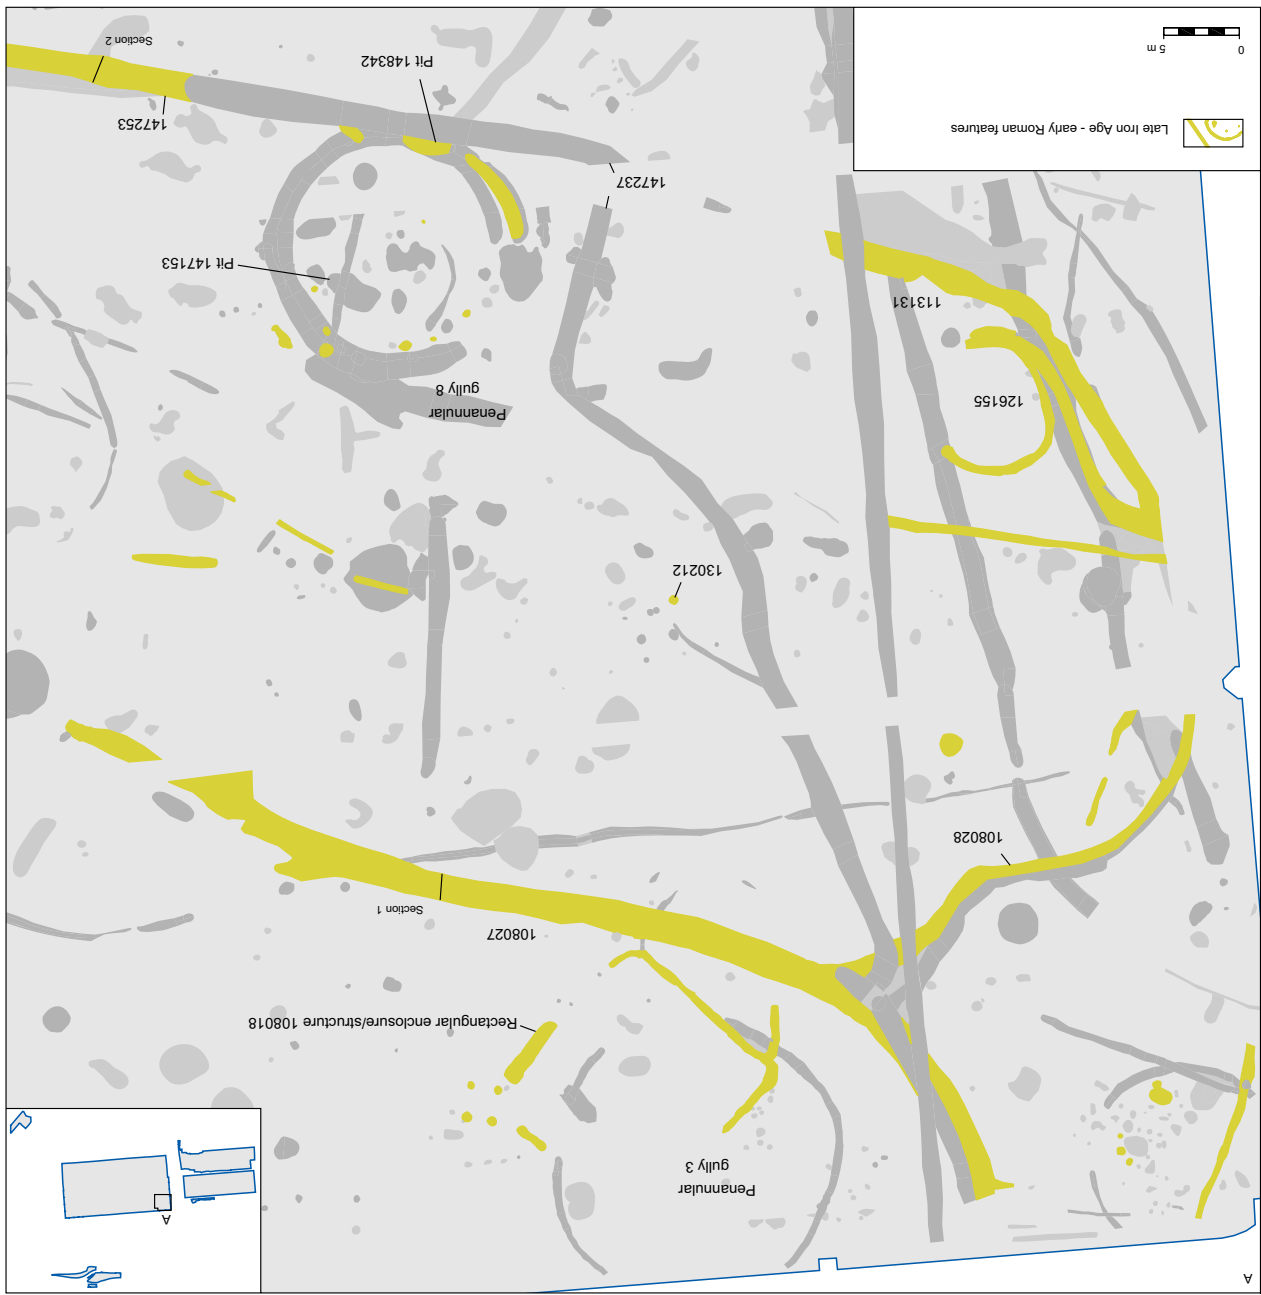 A
A
Penannular
gully 3
Rectangular enclosure/structure 108018
108027
Section 1
108028
130212
126155
Penannular
gully 8
113131
Pit 147153
147237
147253
Pit 148342
Section 2
Late Iron Age - early Roman features
0 5 m